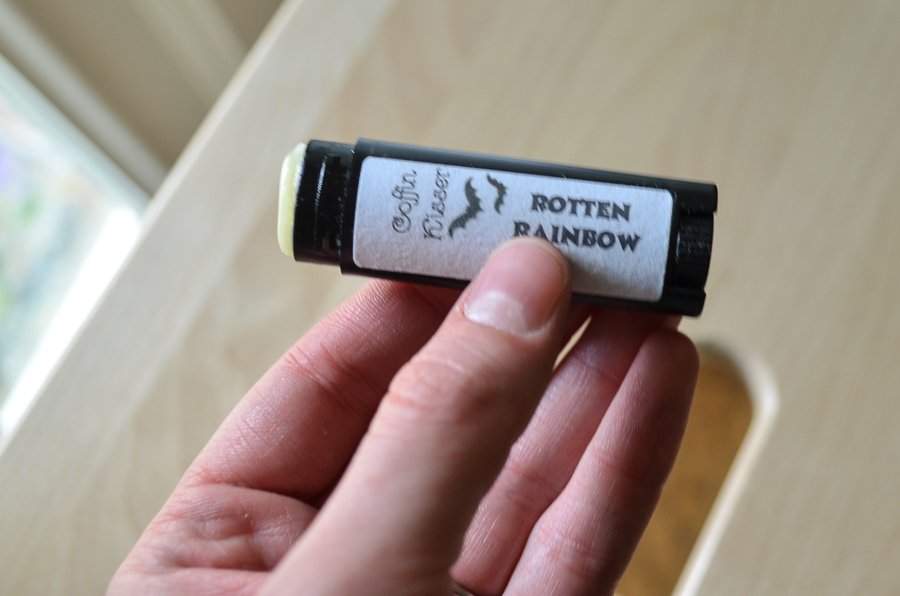 Coffin
Kisser
ROTTEN
RAINBOW